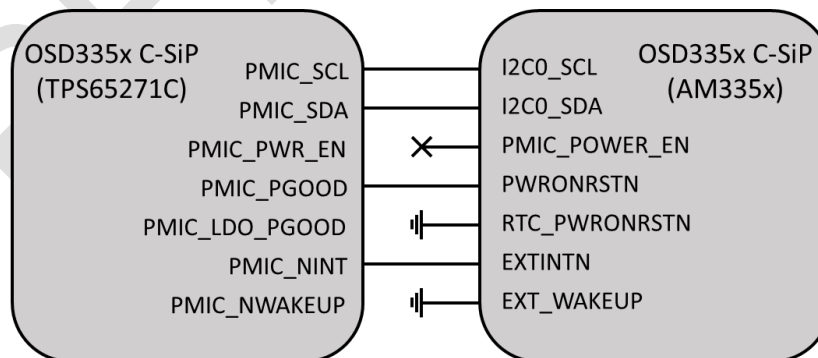 OSD335x C-SiP
(TPS65271C)
PMIC_SCL
PMIC_SDA
PMIC_PWR_EN
PMIC_PGOOD
PMIC_LDO_PGOOD
PMIC_NINT
PMIC_NWAKEUP
OSD335x C-SiP
(AM335x)
I2C0_SCL
I2C0_SDA
PMIC_POWER_EN
PWRONRSTN
RTC_PWRONRSTN
EXTINTN
EXT_WAKEUP